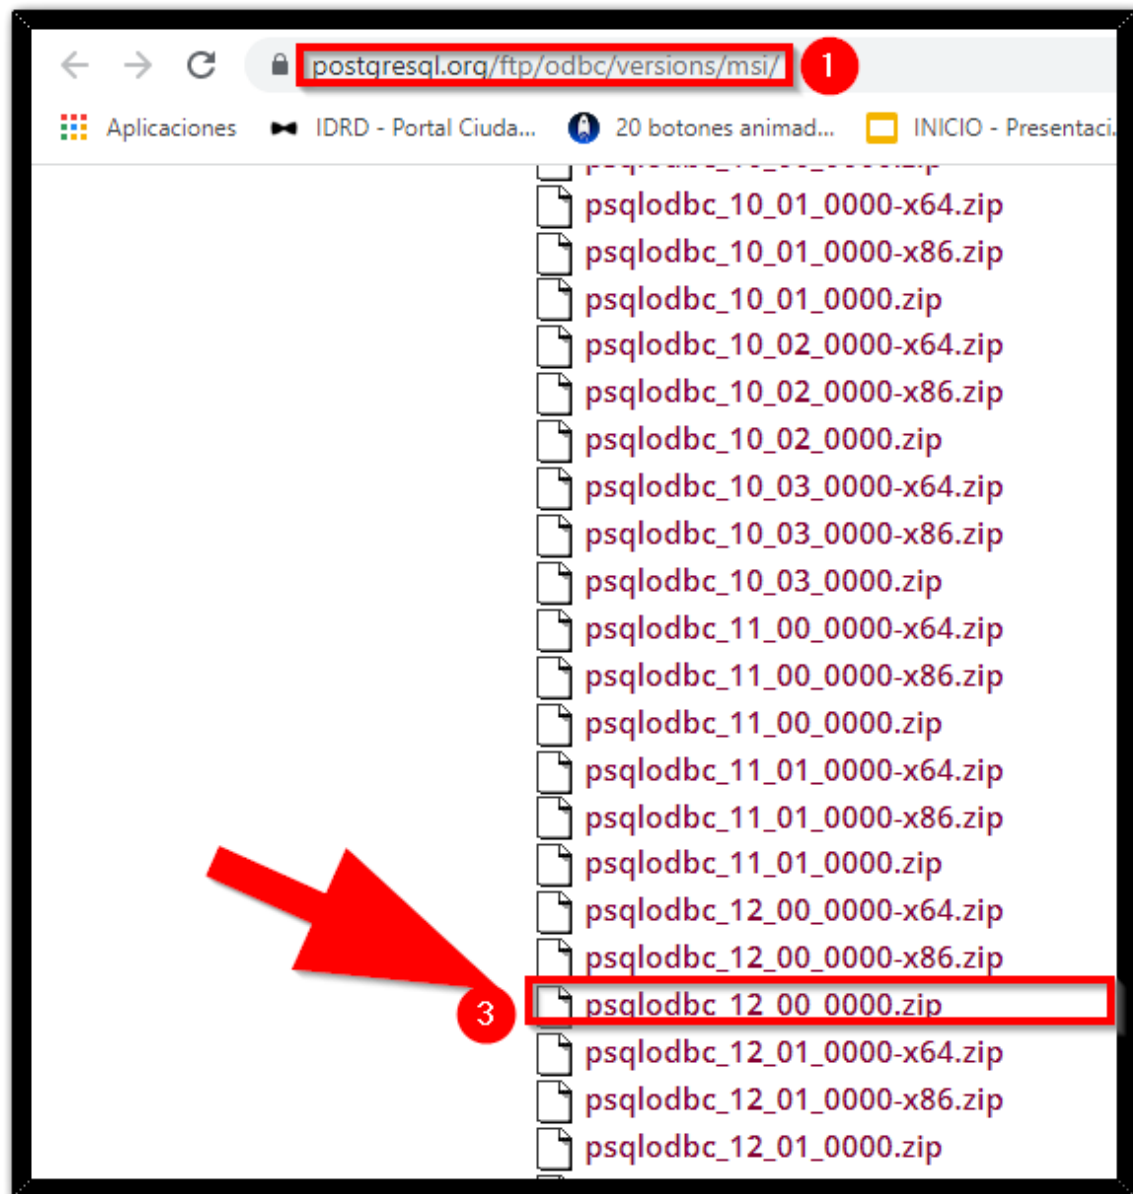 postgresql.org/ftp/odbc/versions/msi/ 1
Aplicaciones IDRD - Portal Ciuda... 20 botones animad... INICIO - Presentaci.
psqlodbc_10_01_0000-x64.zip
psqlodbc_10_01_0000-x86.zip
psqlodbc_10_01_0000.zip
psqlodbc_10_02_0000-x64.zip
psqlodbc_10_02_0000-x86.zip
psqlodbc_10_02_0000.zip
psqlodbc_10_03_0000-x64.zip
psqlodbc_10_03_0000-x86.zip
psqlodbc_10_03_0000.zip
psqlodbc_11_00_0000-x64.zip
psqlodbc_11_00_0000-x86.zip
psqlodbc_11_00_0000.zip
psqlodbc_11_01_0000-x64.zip
psqlodbc_11_01_0000-x86.zip
psqlodbc_11_01_0000.zip
psqlodbc_12_00_0000-x64.zip
psqlodbc_12_00_0000-x86.zip
3 psqlodbc_12_00_0000.zip
psqlodbc_12_01_0000-x64.zip
psqlodbc_12_01_0000-x86.zip
psqlodbc_12_01_0000.zip